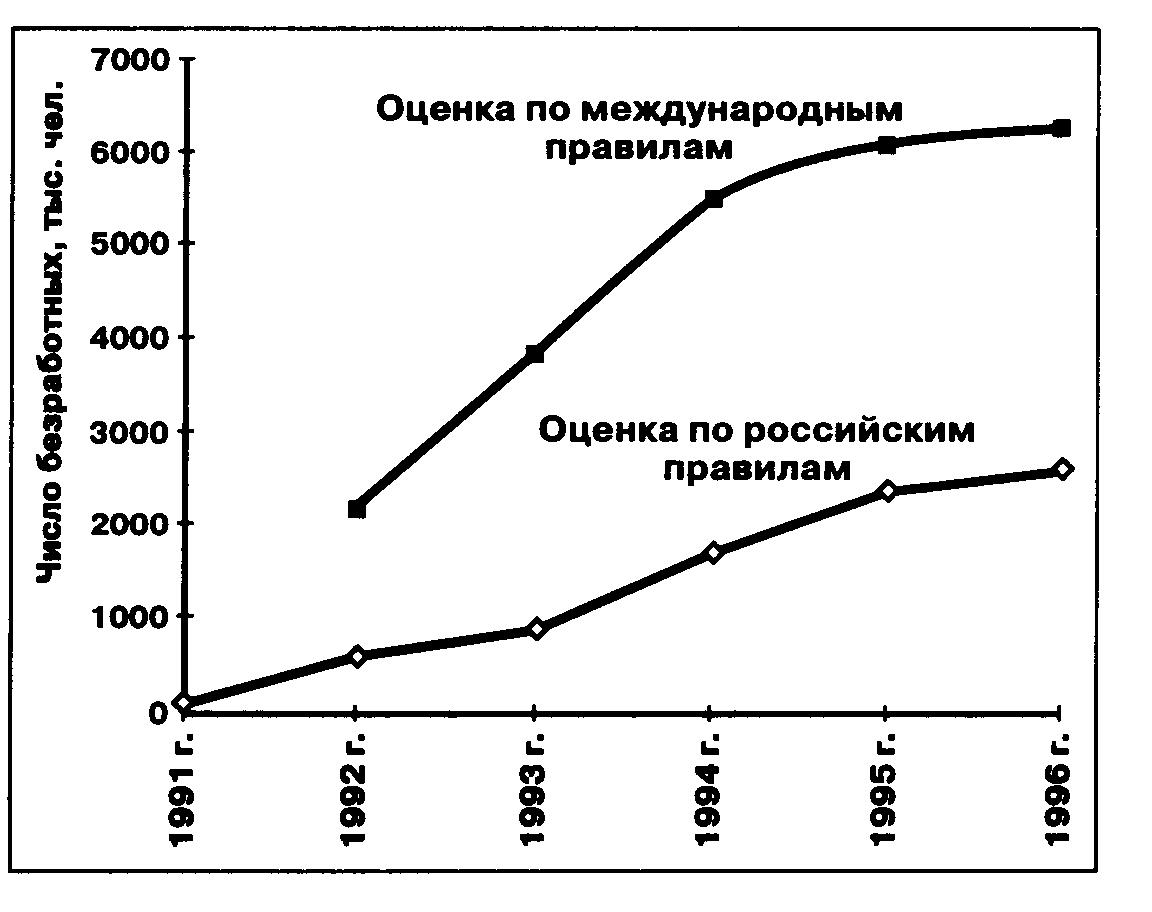 Число безработных, тыс. чел.
7000
6000
5000
4000
3000
2000
1000
0
Оценка по международным
правилам
Оценка по российским
правилам
1991 г.
1992 г.
1993 г.
1994 г.
1995 г.
1996 г.